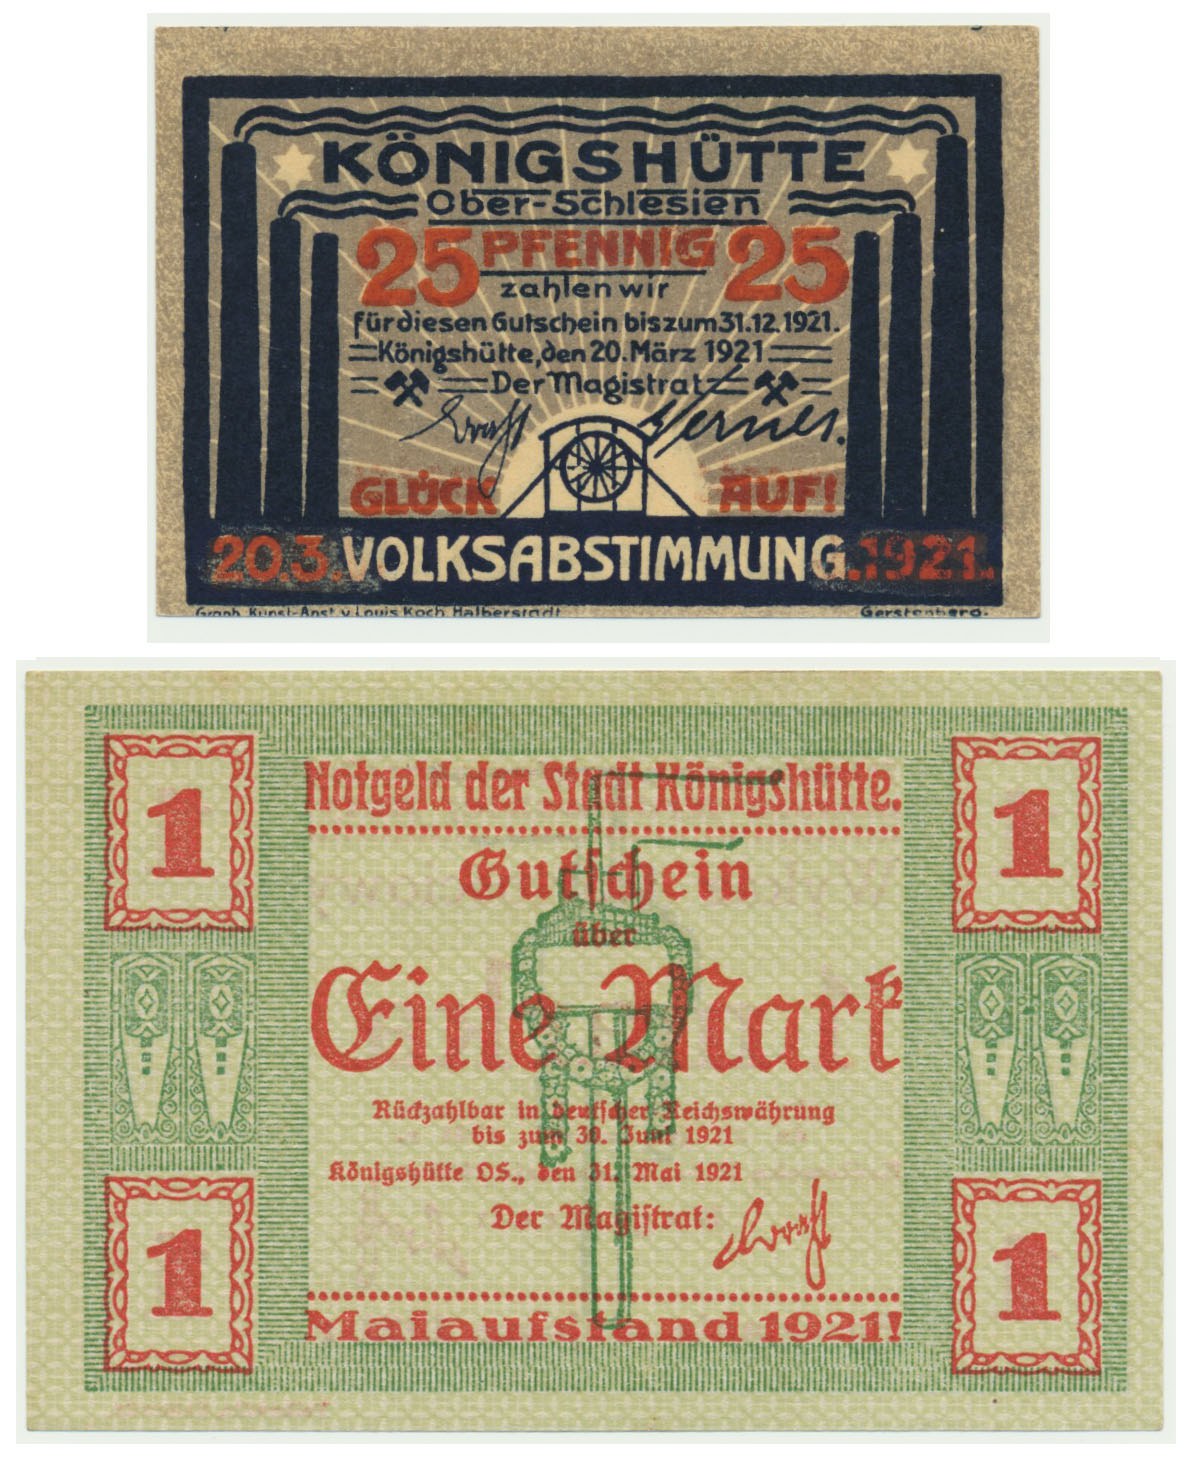 KÖNIGSHÜTTE
Ober-Schlesien
25 PFENNIG 25
zahlen wir
für diesen Gutschein bis zum 31.12.1921.
Königshütte, den 20. März 1921
Der Magistrat
GLÜCK AUF!
20.3. VOLKSABSTIMMUNG. 1921.
Graph. Kunst-Anst. v. Louis Koch, Halberstadt
Gerstenberg.
1 1
Notgeld der Stadt Königshütte.
Gutschein
über
Eine Mark
Rückzahlbar in deutscher Reichswährung
bis zum 30. Juni 1921
Königshütte OS., den 31. Mai 1921
Der Magistrat:
1 1
Maiaufstand 1921!